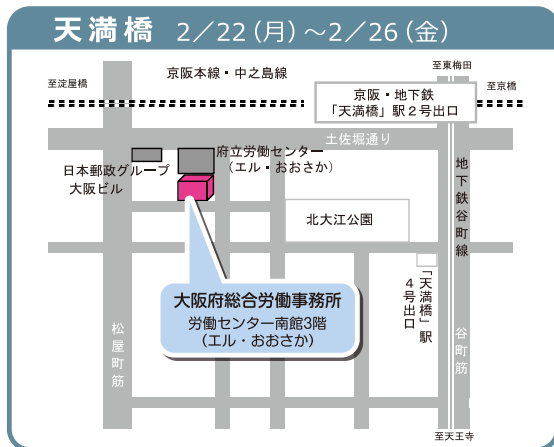 天満橋 2／22（月）～2／26（金）
至東梅田
京阪本線・中之島線
至淀屋橋
至京橋
京阪・地下鉄
「天満橋」駅２号出口
土佐堀通り
府立労働センター
（エル・おおさか）
日本郵政グループ
大阪ビル
地下鉄谷町線
北大江公園
「天満橋」駅
４号出口
大阪府総合労働事務所
労働センター南館3階
（エル・おおさか）
松屋町筋
谷町筋
至天王寺